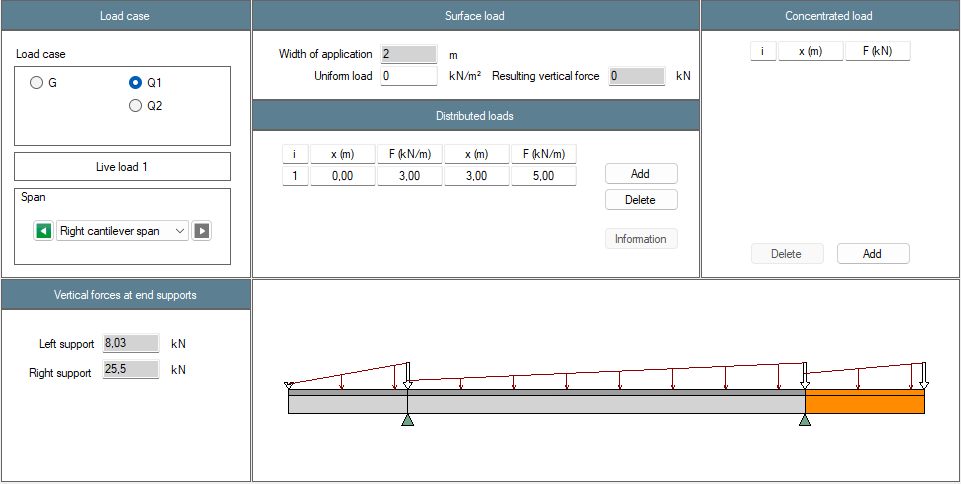 Load case
Load case
G
Q1
Q2
Live load 1
Span
Right cantilever span
Surface load
Width of application 2 m
Uniform load 0 kN/m² Resulting vertical force 0 kN
Distributed loads
i x (m) F (kN/m) x (m) F (kN/m)
1 0,00 3,00 3,00 5,00
Add
Delete
Information
Concentrated load
i x (m) F (kN)
Delete Add
Vertical forces at end supports
Left support 8,03 kN
Right support 25,5 kN